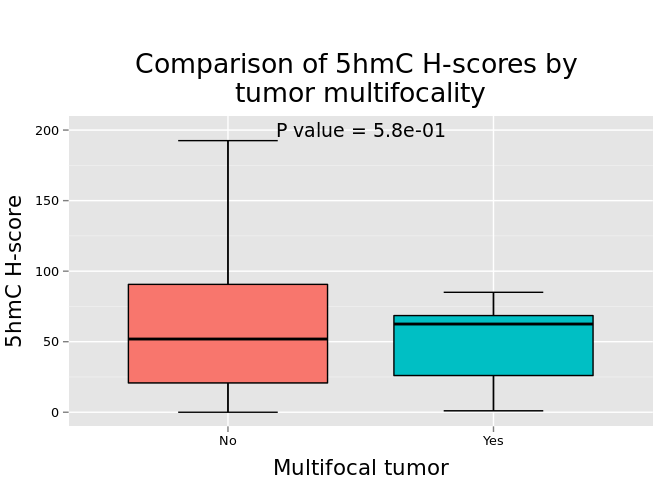 Comparison of 5hmC H-scores by
tumor multifocality
P value = 5.8e-01
5hmC H-score
200
150
100
50
0
No
Yes
Multifocal tumor